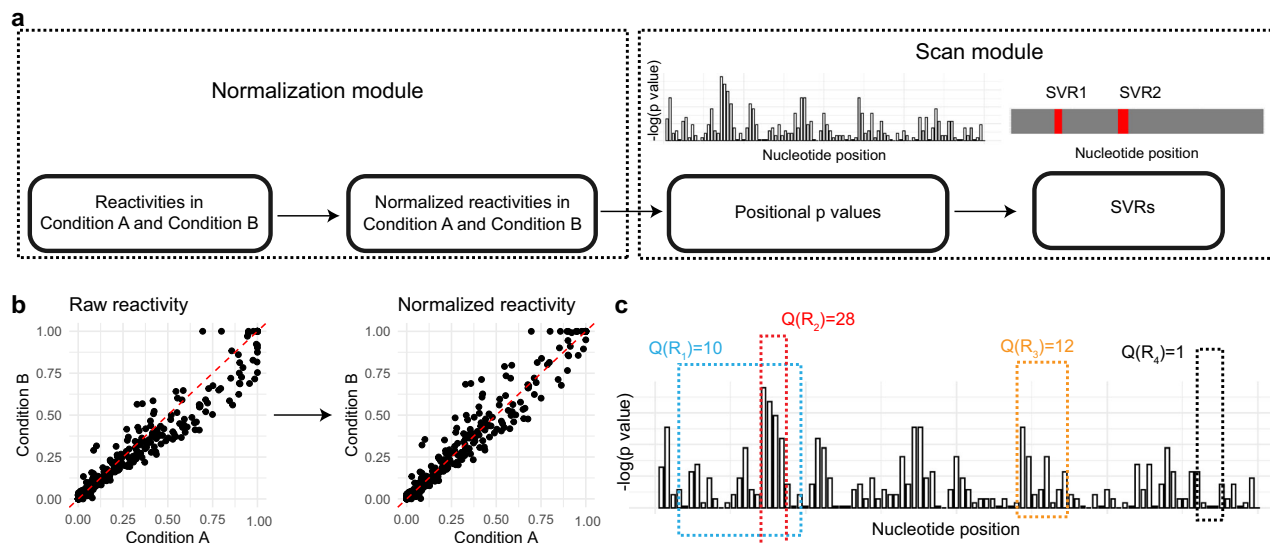 a
Normalization module
Reactivities in
Condition A and Condition B
Normalized reactivities in
Condition A and Condition B
Scan module
-log(p value)
Nucleotide position
SVR1 SVR2
Nucleotide position
Positional p values
SVRs
b
Raw reactivity
1.00
0.75
0.50
0.25
0.00
Condition B
0.00 0.25 0.50 0.75 1.00
Condition A
Normalized reactivity
1.00
0.75
0.50
0.25
0.00
Condition B
0.00 0.25 0.50 0.75 1.00
Condition A
c
Q(R₂)=28
Q(R₁)=10
Q(R₃)=12
Q(R₄)=1
-log(p value)
Nucleotide position